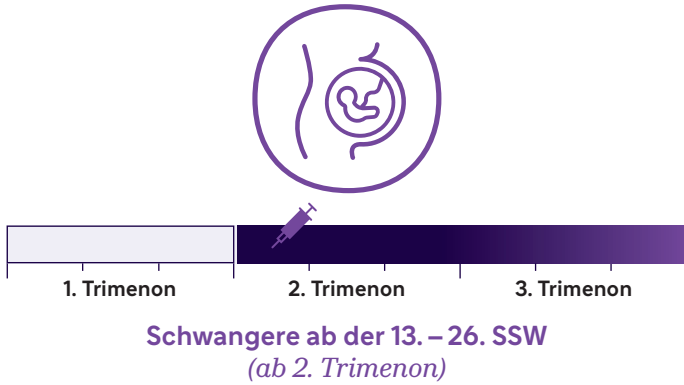 1. Trimenon 2. Trimenon 3. Trimenon
Schwangere ab der 13. – 26. SSW
(ab 2. Trimenon)